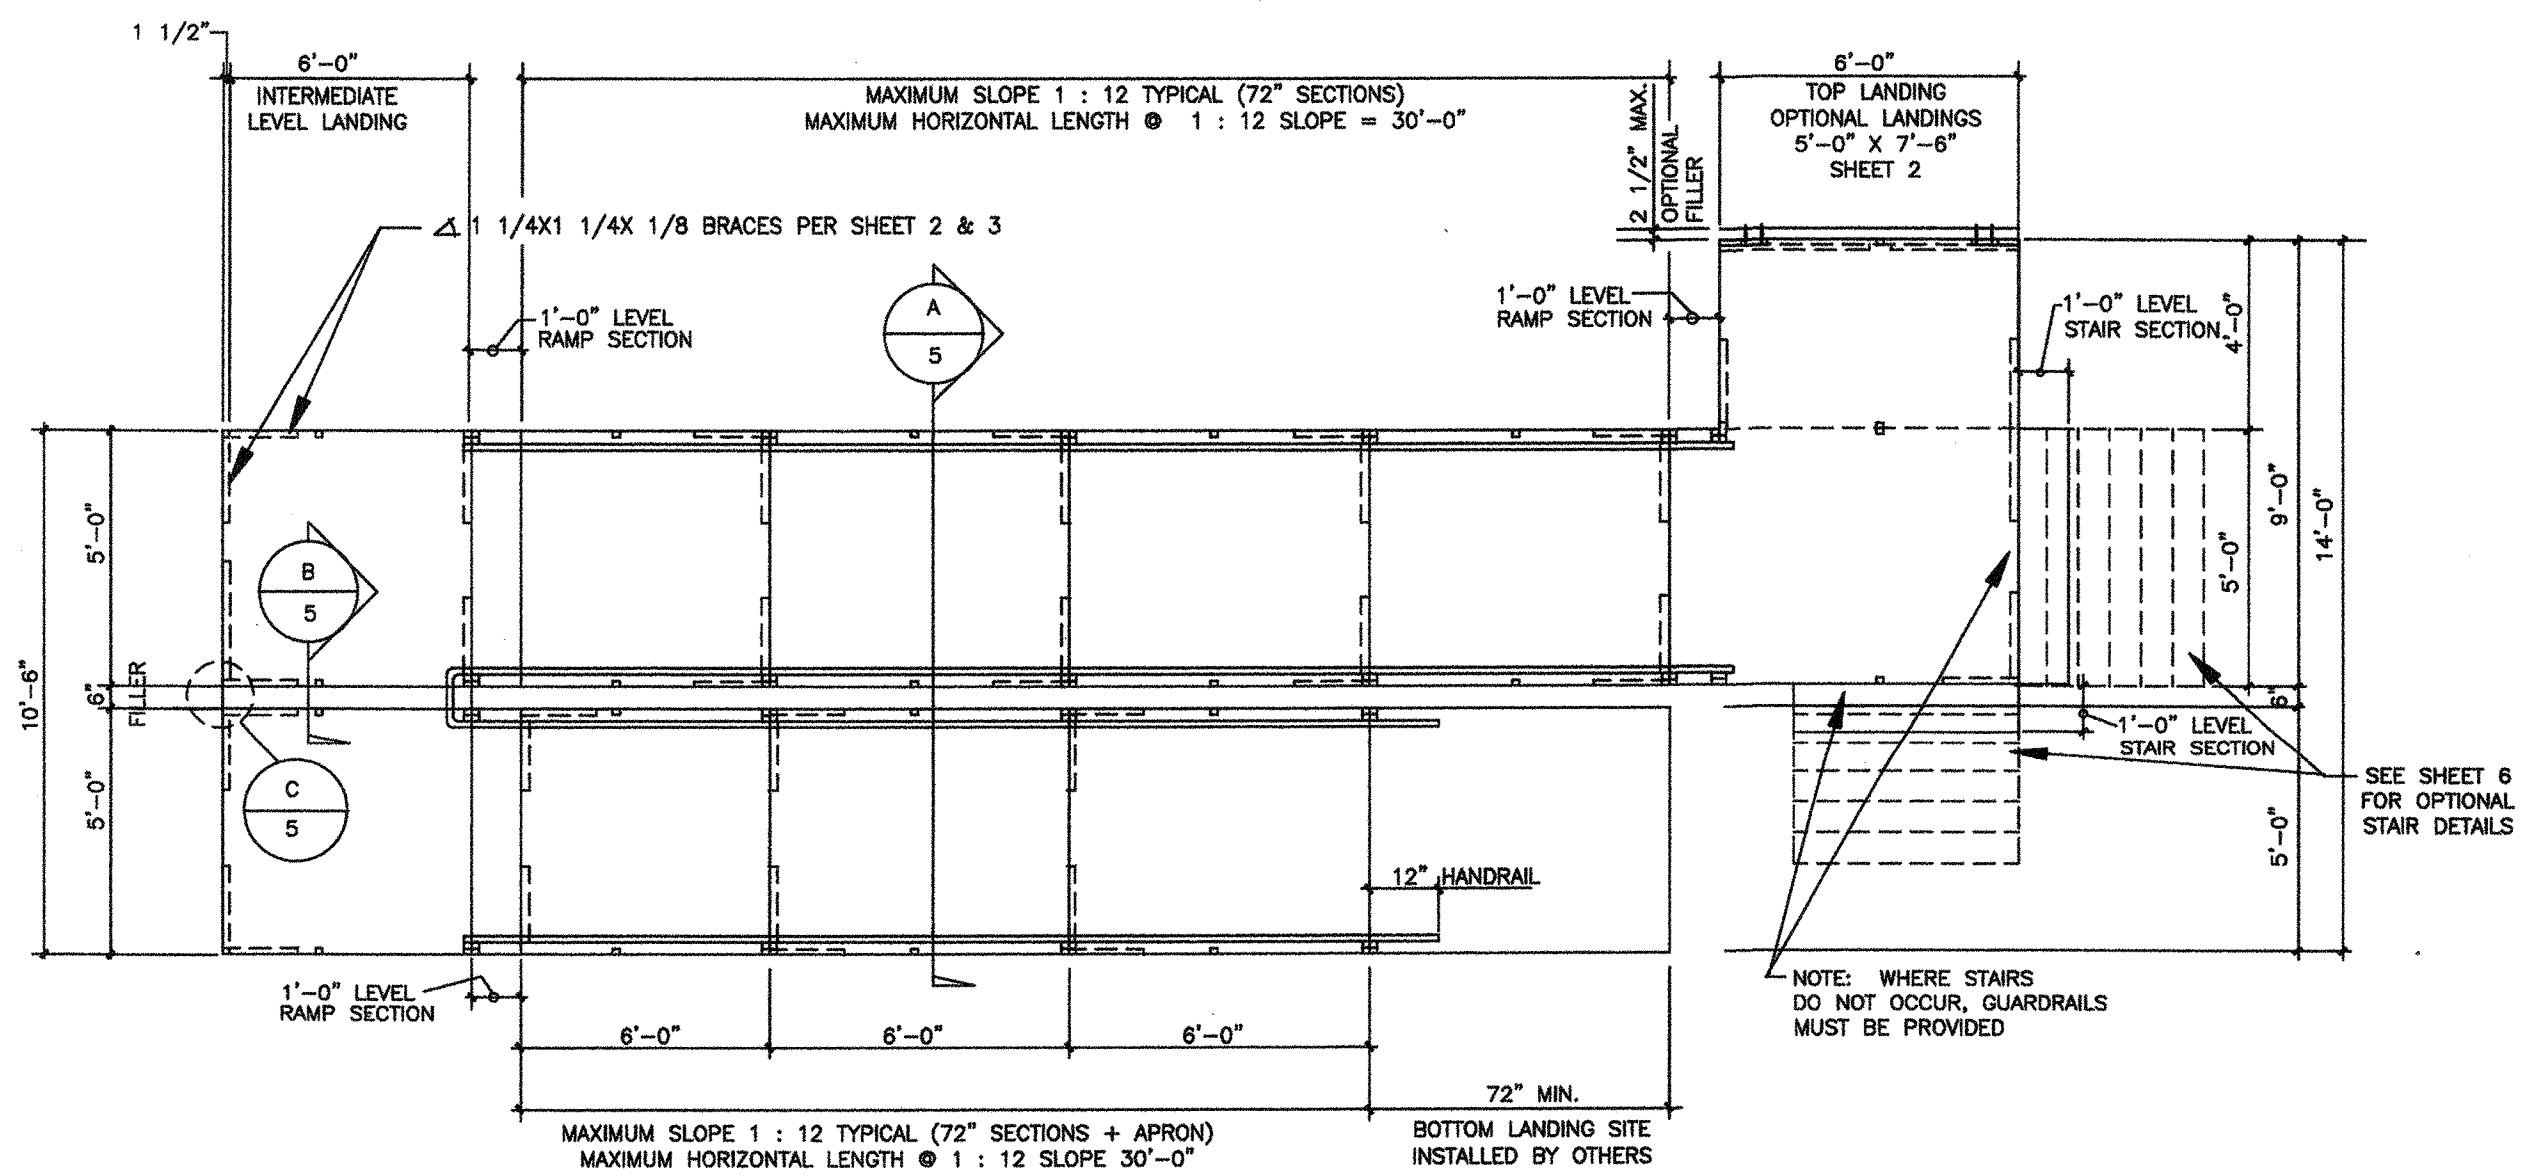 1 1/2"
6'-0"
INTERMEDIATE
LEVEL LANDING
MAXIMUM SLOPE 1 : 12 TYPICAL (72" SECTIONS)
MAXIMUM HORIZONTAL LENGTH @ 1 : 12 SLOPE = 30'-0"
2 1/2" MAX.
OPTIONAL
FILLER
6'-0"
TOP LANDING
OPTIONAL LANDINGS
5'-0" X 7'-6"
SHEET 2
1 1/4X1 1/4X 1/8 BRACES PER SHEET 2 & 3
1'-0" LEVEL
RAMP SECTION
A
5
1'-0" LEVEL
RAMP SECTION
1'-0" LEVEL
STAIR SECTION
4'-0"
5'-0"
9'-0"
14'-0"
5'-0"
B
5
10'-6"
6"
FILLER
5'-0"
C
5
6"
1'-0" LEVEL
STAIR SECTION
SEE SHEET 6
FOR OPTIONAL
STAIR DETAILS
5'-0"
12" HANDRAIL
1'-0" LEVEL
RAMP SECTION
NOTE: WHERE STAIRS
DO NOT OCCUR, GUARDRAILS
MUST BE PROVIDED
6'-0"
6'-0"
6'-0"
72" MIN.
MAXIMUM SLOPE 1 : 12 TYPICAL (72" SECTIONS + APRON)
MAXIMUM HORIZONTAL LENGTH @ 1 : 12 SLOPE 30'-0"
BOTTOM LANDING SITE
INSTALLED BY OTHERS